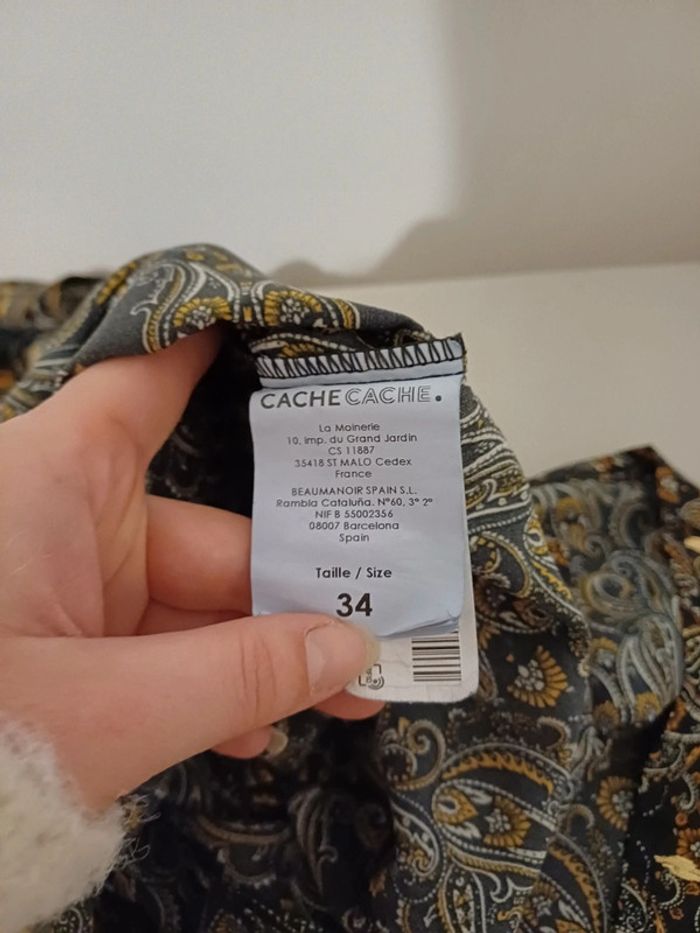 CACHE CACHE.
La Moinerie
10, imp. du Grand Jardin
CS 11887
35418 ST MALO Cedex
France
BEAUMANOIR SPAIN S.L.
Rambla Cataluña. Nº60, 3º 2º
NIF B 55002356
08007 Barcelona
Spain
Taille / Size
34